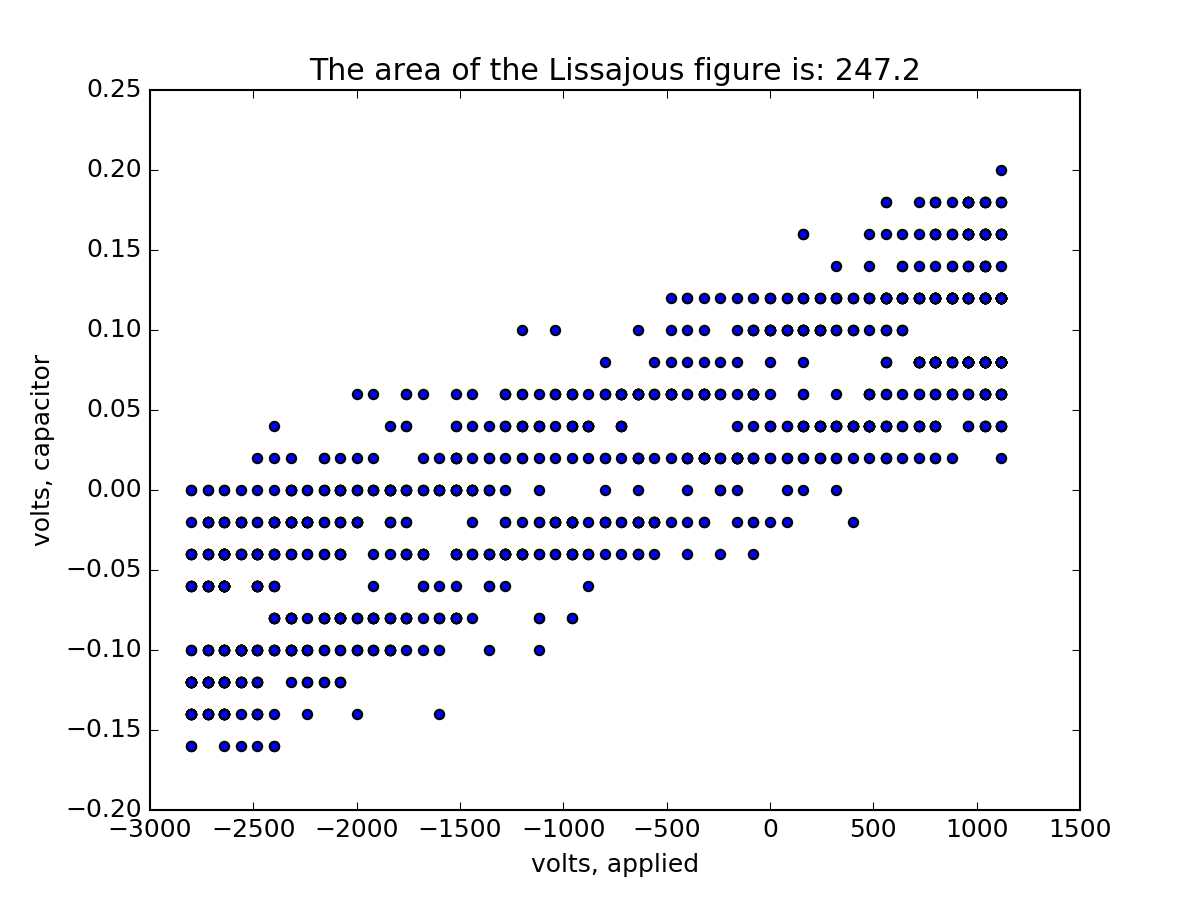 The area of the Lissajous figure is: 247.2
0.25
0.20
0.15
0.10
0.05
0.00
−0.05
−0.10
−0.15
−0.20
volts, capacitor
−3000 −2500 −2000 −1500 −1000 −500 0 500 1000 1500
volts, applied